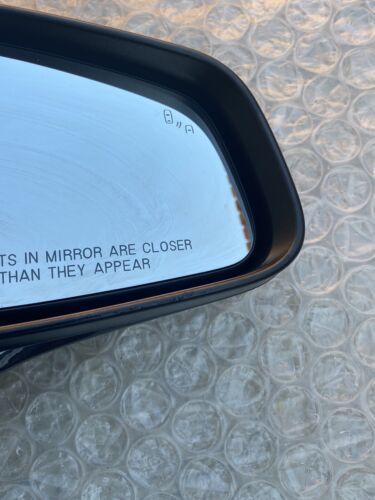 TS IN MIRROR ARE CLOSER
THAN THEY APPEAR